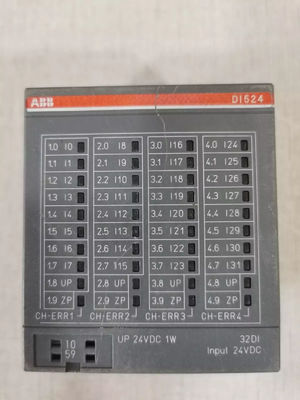 ABB DI524
1.0 I0 2.0 I8 3.0 I16 4.0 I24
1.1 I1 2.1 I9 3.1 I17 4.1 I25
1.2 I2 2.2 I10 3.2 I18 4.2 I26
1.3 I3 2.3 I11 3.3 I19 4.3 I27
1.4 I4 2.4 I12 3.4 I20 4.4 I28
1.5 I5 2.5 I13 3.5 I21 4.5 I29
1.6 I6 2.6 I14 3.6 I22 4.6 I30
1.7 I7 2.7 I15 3.7 I23 4.7 I31
1.8 UP 2.8 UP 3.8 UP 4.8 UP
1.9 ZP 2.9 ZP 3.9 ZP 4.9 ZP
CH-ERR1 CH-ERR2 CH-ERR3 CH-ERR4
10 UP 24VDC 1W 32DI
59 Input 24VDC